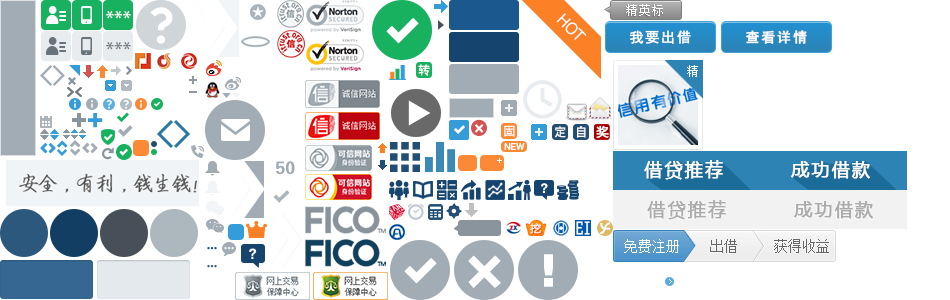 精英标
Norton
SECURED
powered by VeriSign
HOT
我要出借
查看详情
Norton
SECURED
powered by VeriSign
转
精
信用有价值
诚信网站
诚信网站
固
定
自
奖
NEW
可信网站
身份验证
借贷推荐
成功借款
安全，有利，钱生钱！
50
可信网站
身份验证
借贷推荐
成功借款
FICO™
FICO™
免费注册
出借
获得收益
网上交易
保障中心
网上交易
保障中心